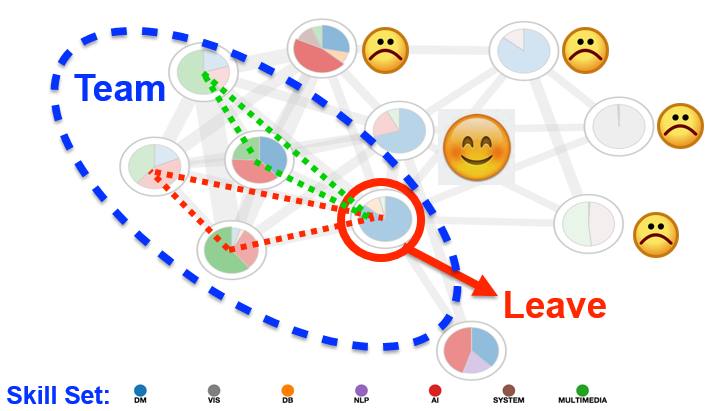 Team
Leave
Skill Set:
DM VIS DB NLP AI SYSTEM MULTIMEDIA